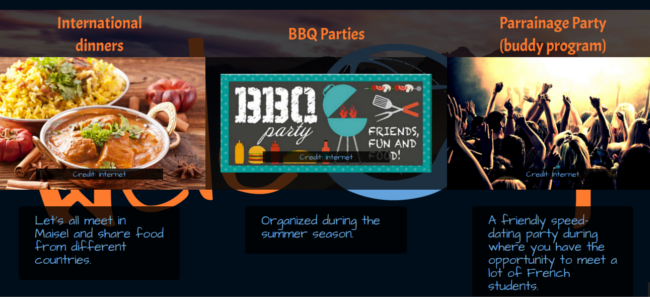 International
dinners
BBQ Parties
Parrainage Party
(buddy program)
BBQ
party
FRIENDS,
FUN AND
FOOD!
Credit: internet
Credit: internet
Credit: internet
Let's all meet in
Maisel and share food
from different
countries.
Organized during the
summer season.
A friendly speed-
dating party during
where you have the
opportunity to meet a
lot of French
students.